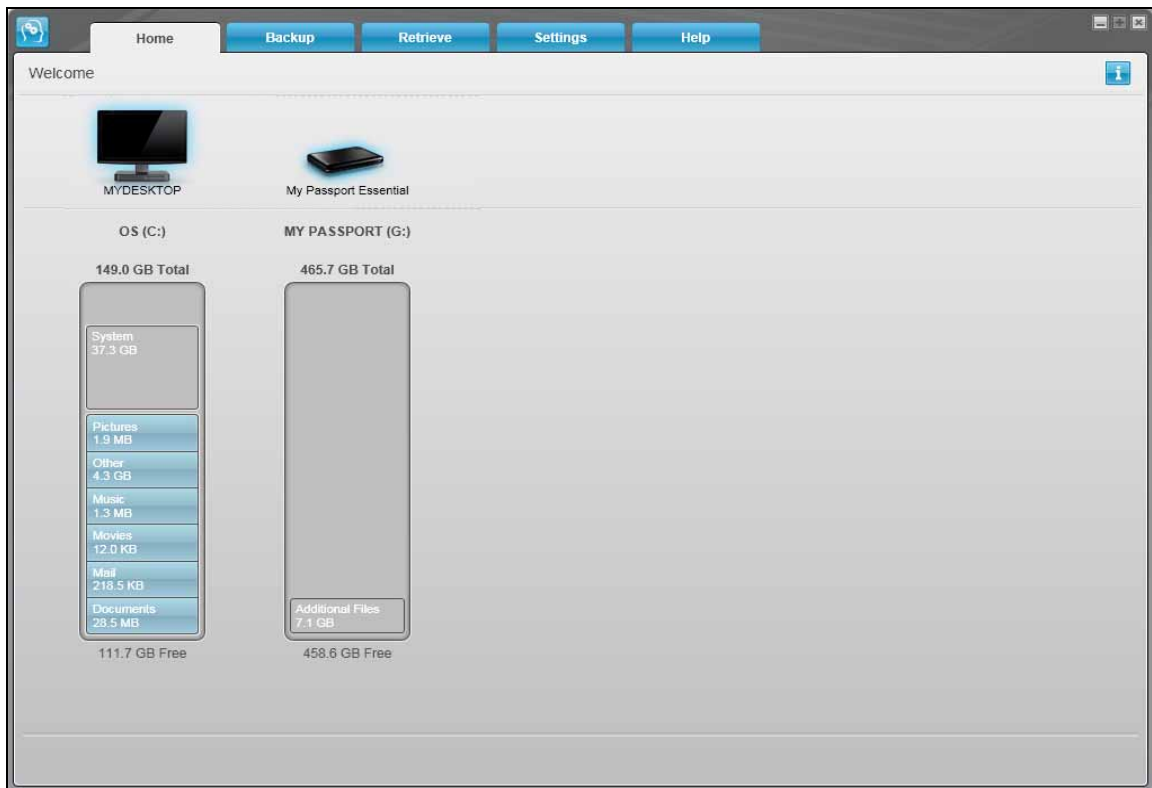 Home
Backup
Retrieve
Settings
Help
Welcome
i
MYDESKTOP
My Passport Essential
OS (C:)
MY PASSPORT (G:)
149.0 GB Total
465.7 GB Total
System
37.3 GB
Pictures
1.9 MB
Other
4.3 GB
Music
1.3 MB
Movies
12.0 KB
Mail
218.5 KB
Documents
28.5 MB
Additional Files
7.1 GB
111.7 GB Free
458.6 GB Free